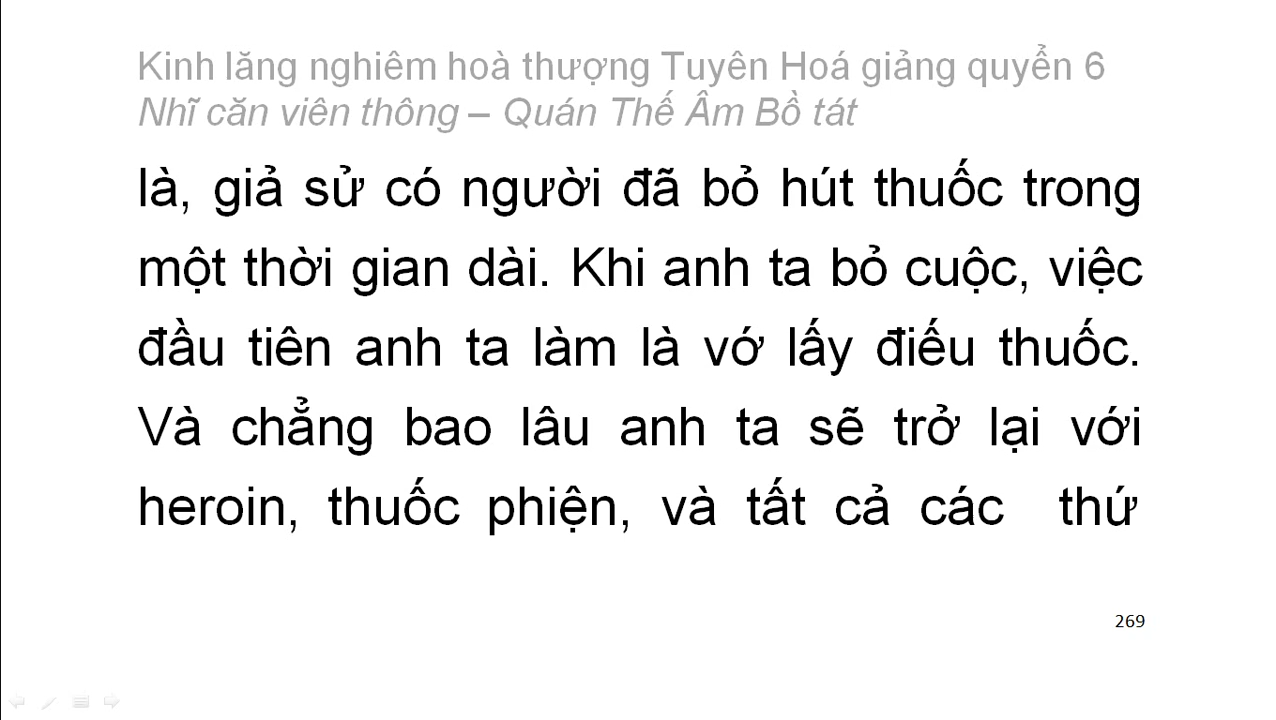 Kinh lăng nghiêm hoà thượng Tuyên Hoá giảng quyển 6
Nhĩ căn viên thông – Quán Thế Âm Bồ tát
là, giả sử có người đã bỏ hút thuốc trong
một thời gian dài. Khi anh ta bỏ cuộc, việc
đầu tiên anh ta làm là vớ lấy điếu thuốc.
Và chẳng bao lâu anh ta sẽ trở lại với
heroin, thuốc phiện, và tất cả các thứ
269